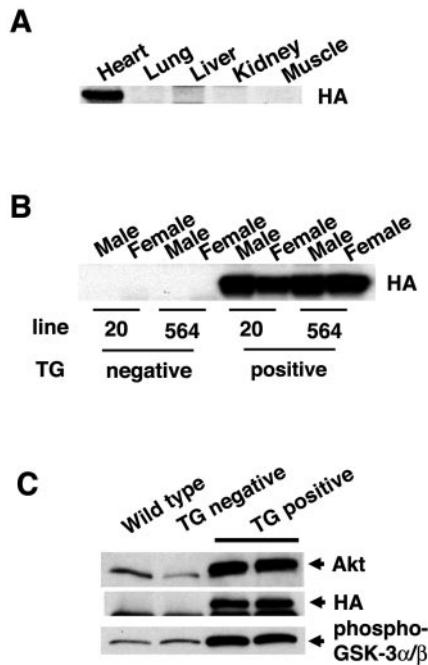 A
Heart Lung Liver Kidney Muscle
HA
B
Male Female Male Female Male Female Male Female
HA
line 20 564 20 564
TG negative positive
C
Wild type TG negative TG positive
Akt
HA
phospho-
GSK-3α/β